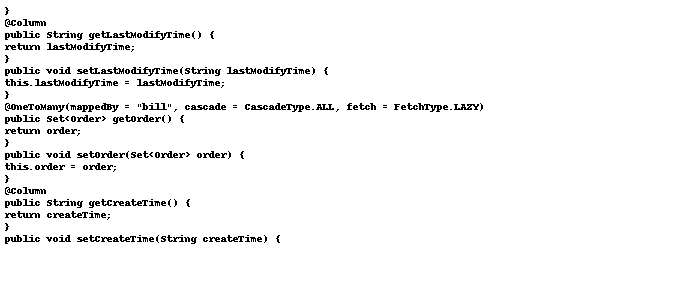 }
@Column
public String getLastModifyTime() {
return lastModifyTime;
}
public void setLastModifyTime(String lastModifyTime) {
this.lastModifyTime = lastModifyTime;
}
@OneToMany(mappedBy = "bill", cascade = CascadeType.ALL, fetch = FetchType.LAZY)
public Set<Order> getOrder() {
return order;
}
public void setOrder(Set<Order> order) {
this.order = order;
}
@Column
public String getCreateTime() {
return createTime;
}
public void setCreateTime(String createTime) {